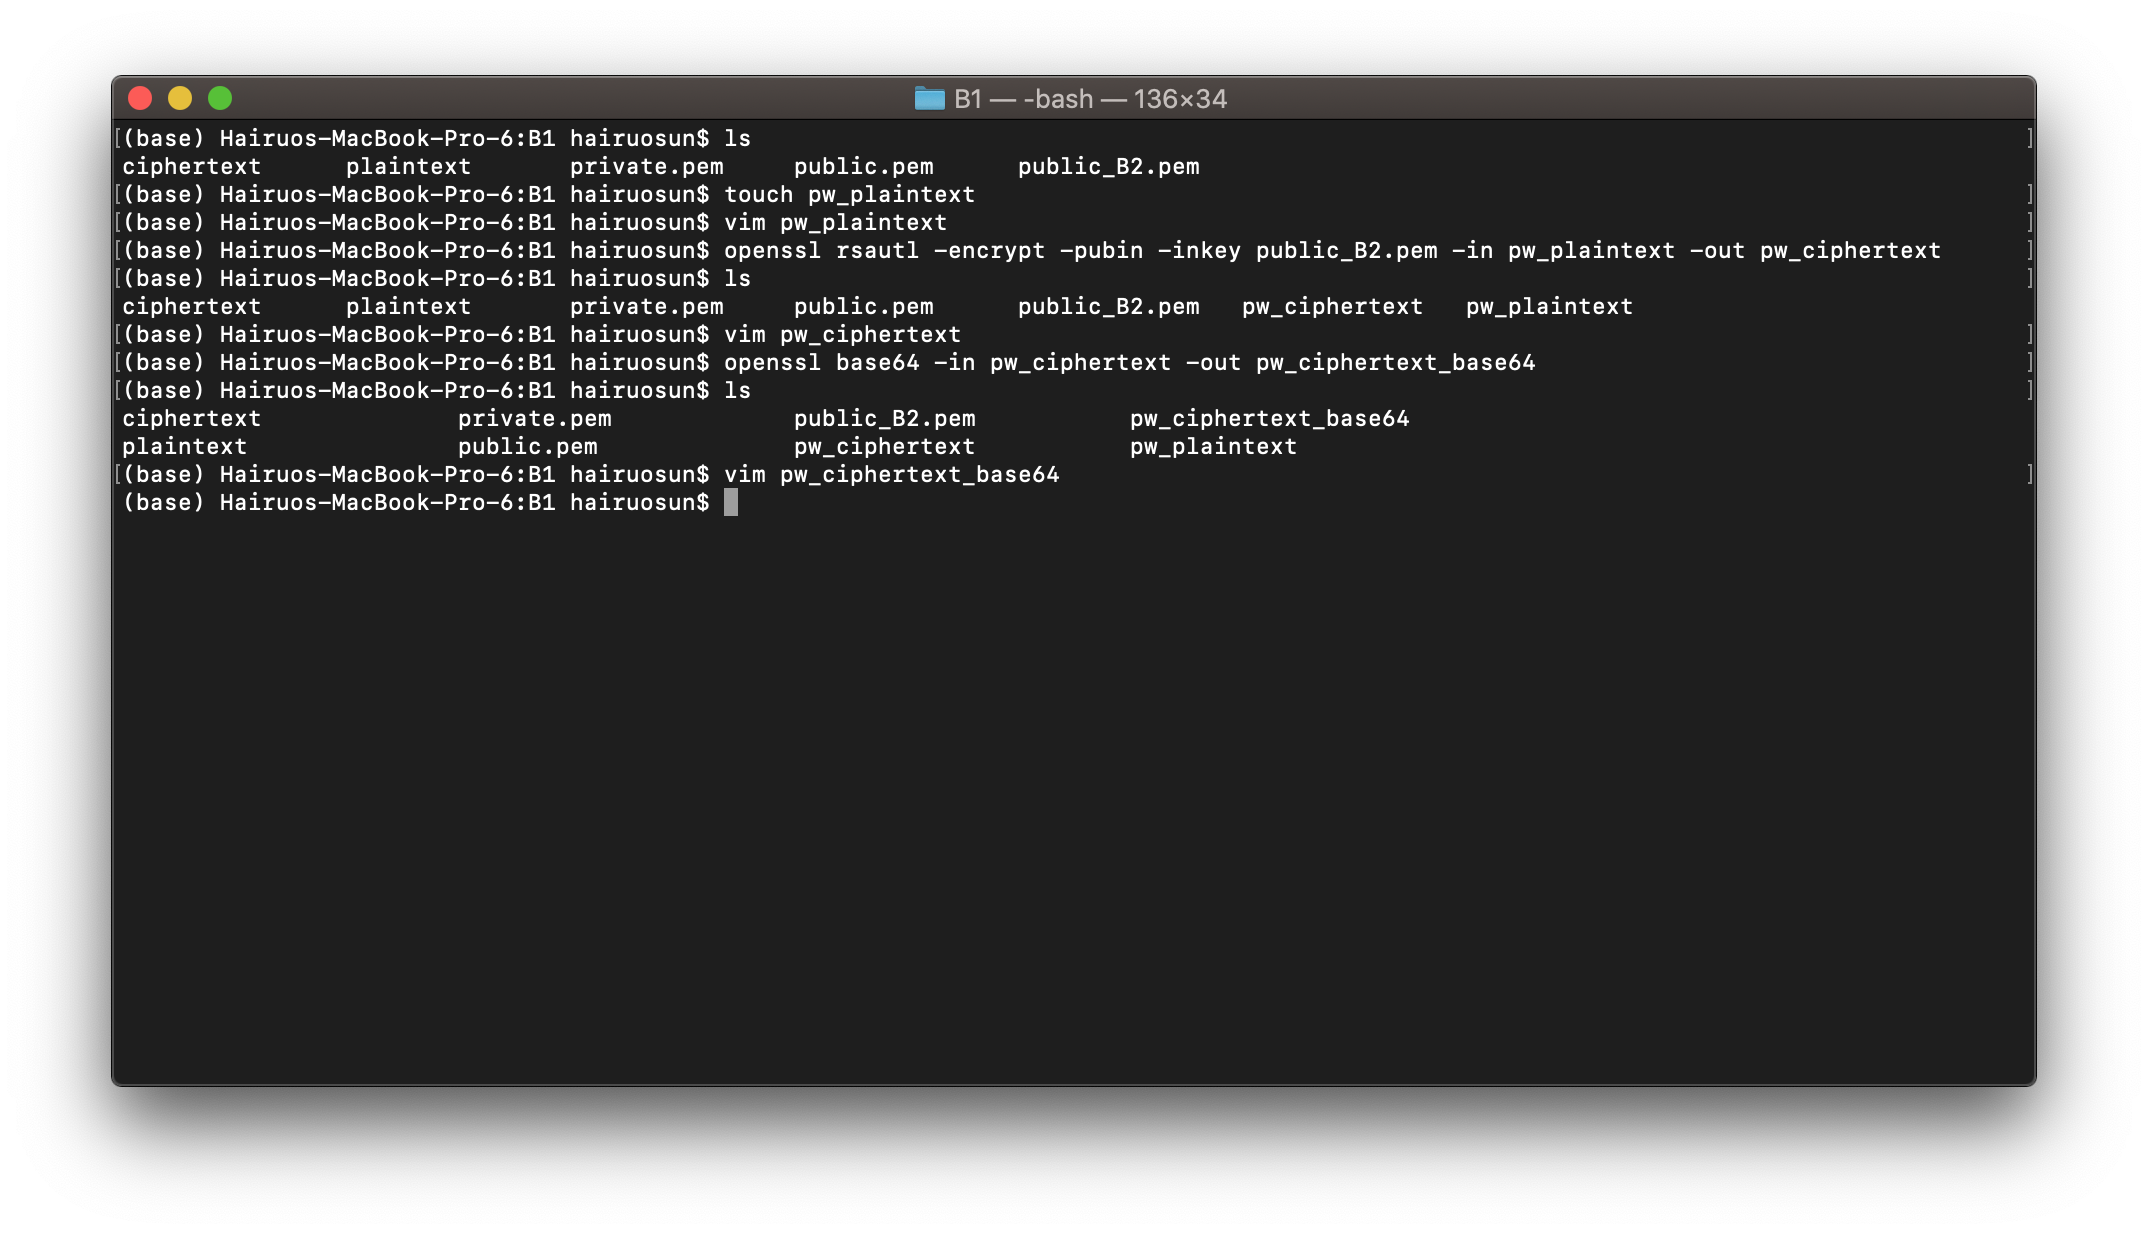 B1 — -bash — 136×34
[(base) Hairuos-MacBook-Pro-6:B1 hairuosun$ ls ]
ciphertext plaintext private.pem public.pem public_B2.pem
[(base) Hairuos-MacBook-Pro-6:B1 hairuosun$ touch pw_plaintext ]
[(base) Hairuos-MacBook-Pro-6:B1 hairuosun$ vim pw_plaintext ]
[(base) Hairuos-MacBook-Pro-6:B1 hairuosun$ openssl rsautl -encrypt -pubin -inkey public_B2.pem -in pw_plaintext -out pw_ciphertext ]
[(base) Hairuos-MacBook-Pro-6:B1 hairuosun$ ls ]
ciphertext plaintext private.pem public.pem public_B2.pem pw_ciphertext pw_plaintext
[(base) Hairuos-MacBook-Pro-6:B1 hairuosun$ vim pw_ciphertext ]
[(base) Hairuos-MacBook-Pro-6:B1 hairuosun$ openssl base64 -in pw_ciphertext -out pw_ciphertext_base64 ]
[(base) Hairuos-MacBook-Pro-6:B1 hairuosun$ ls ]
ciphertext private.pem public_B2.pem pw_ciphertext_base64
plaintext public.pem pw_ciphertext pw_plaintext
[(base) Hairuos-MacBook-Pro-6:B1 hairuosun$ vim pw_ciphertext_base64 ]
(base) Hairuos-MacBook-Pro-6:B1 hairuosun$